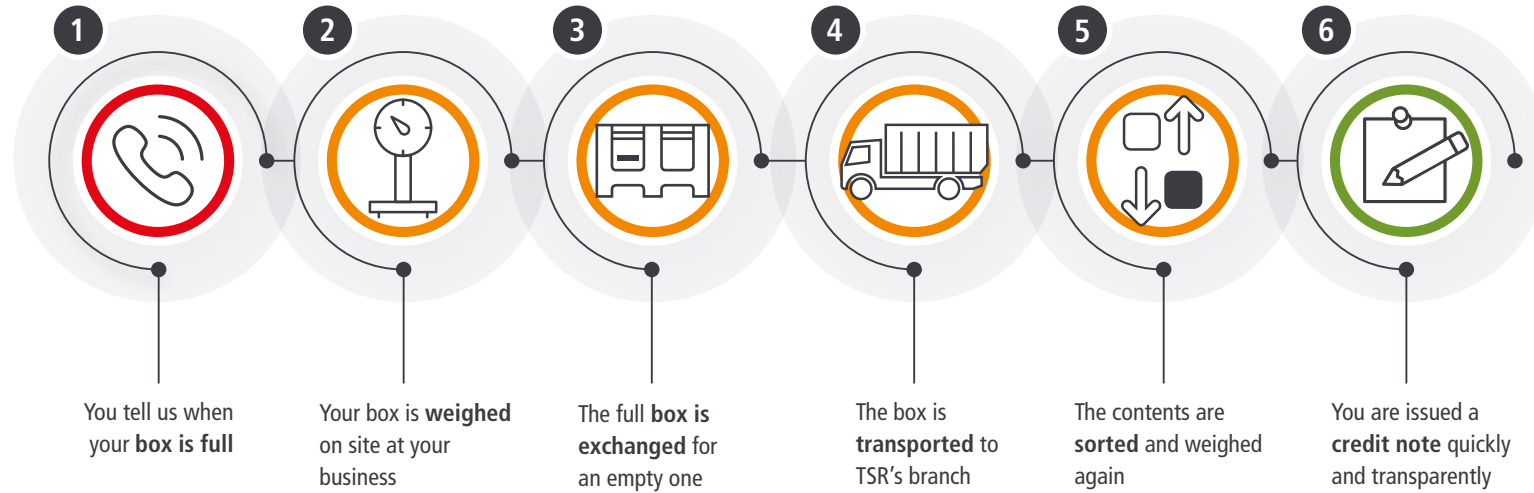 1
You tell us when
your box is full
2
Your box is weighed
on site at your
business
3
The full box is
exchanged for
an empty one
4
The box is
transported to
TSR's branch
5
The contents are
sorted and weighed
again
6
You are issued a
credit note quickly
and transparently